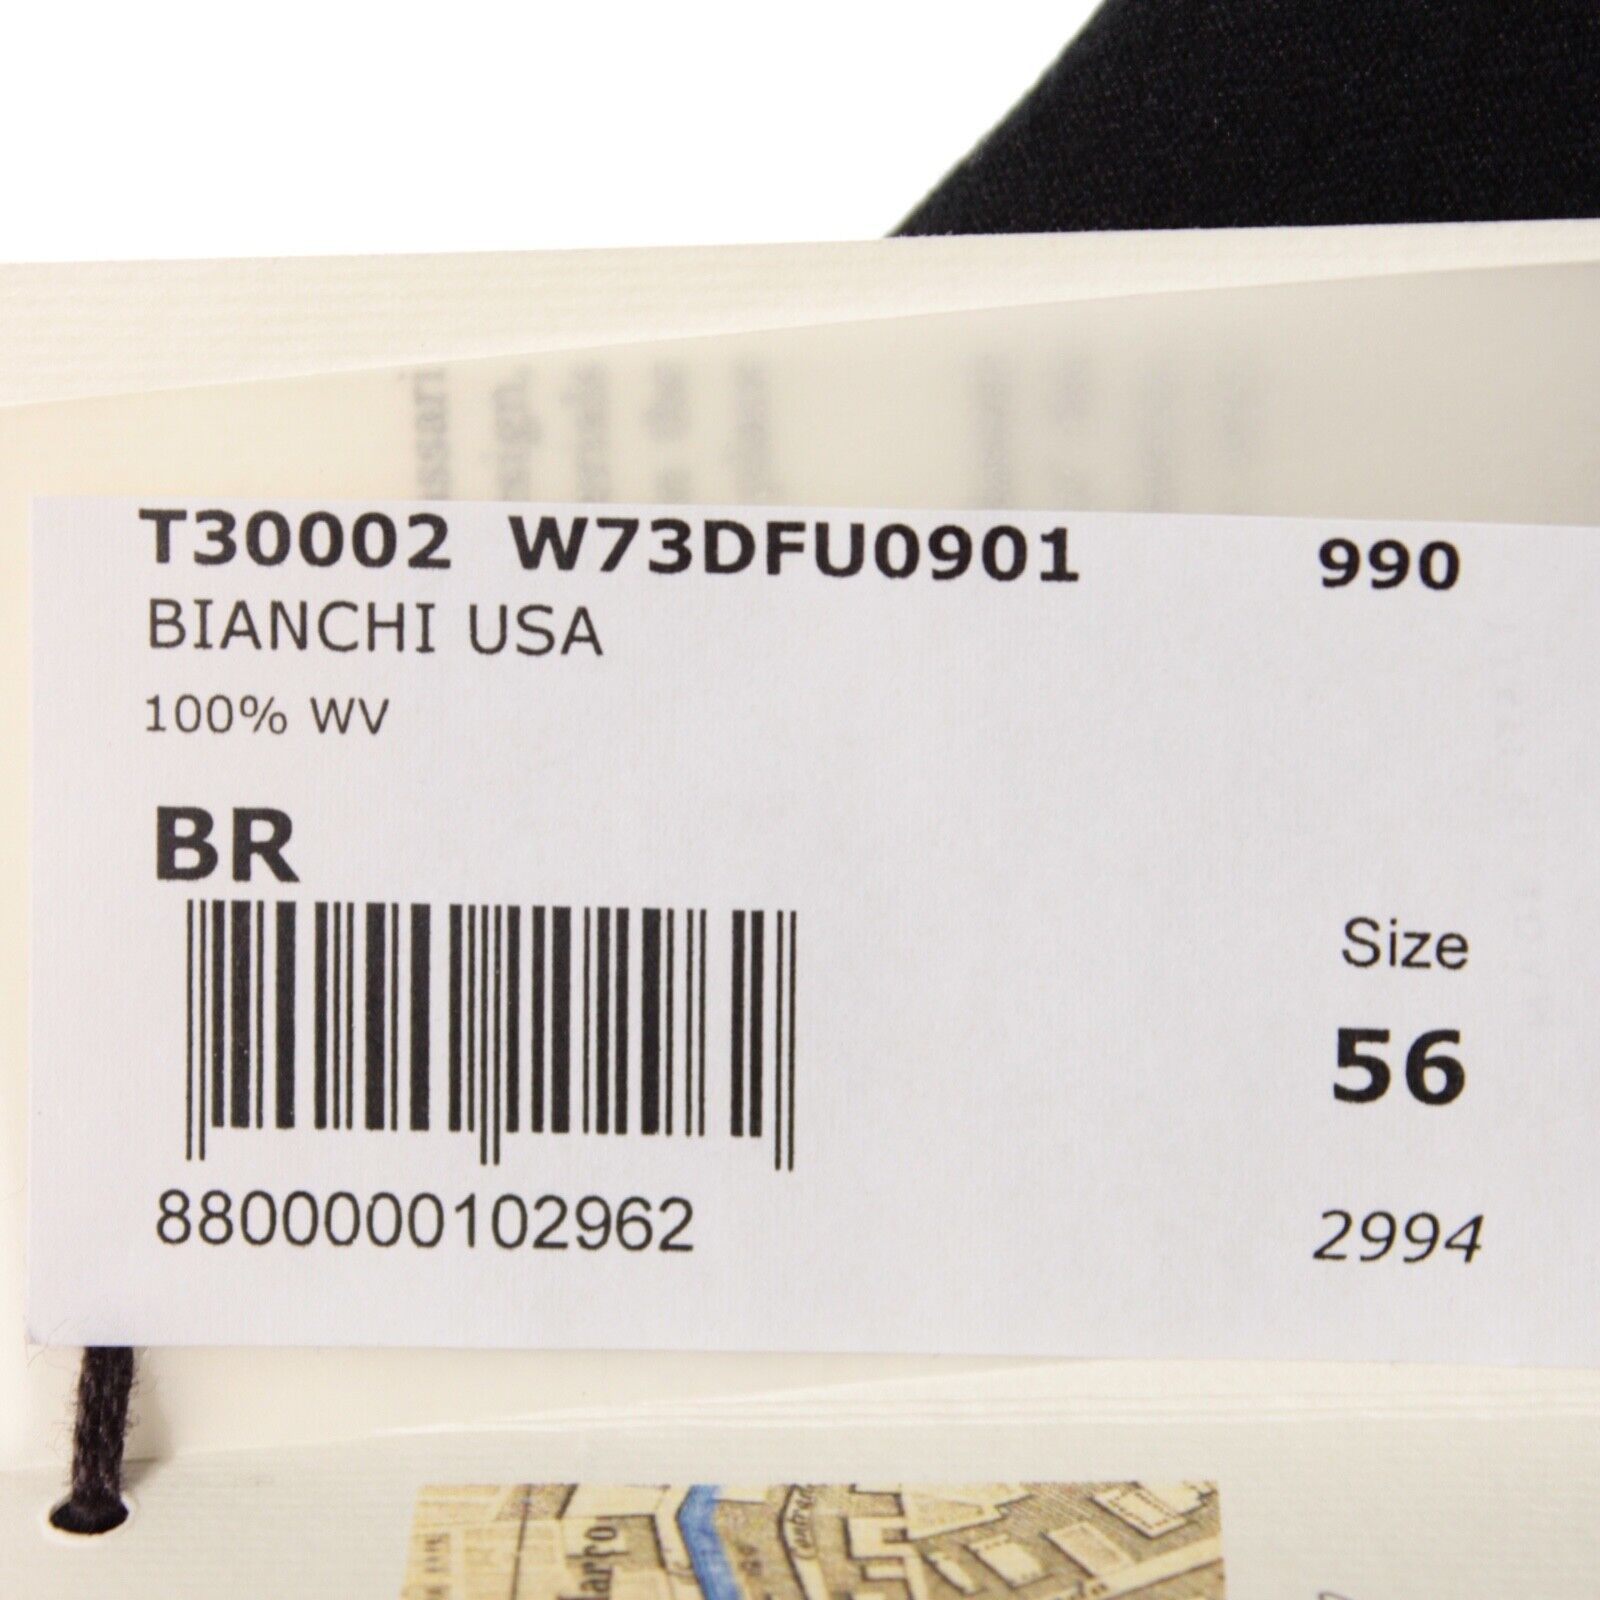 T30002 W73DFU0901 990
BIANCHI USA
100% WV
BR
Size
56
8800000102962
2994